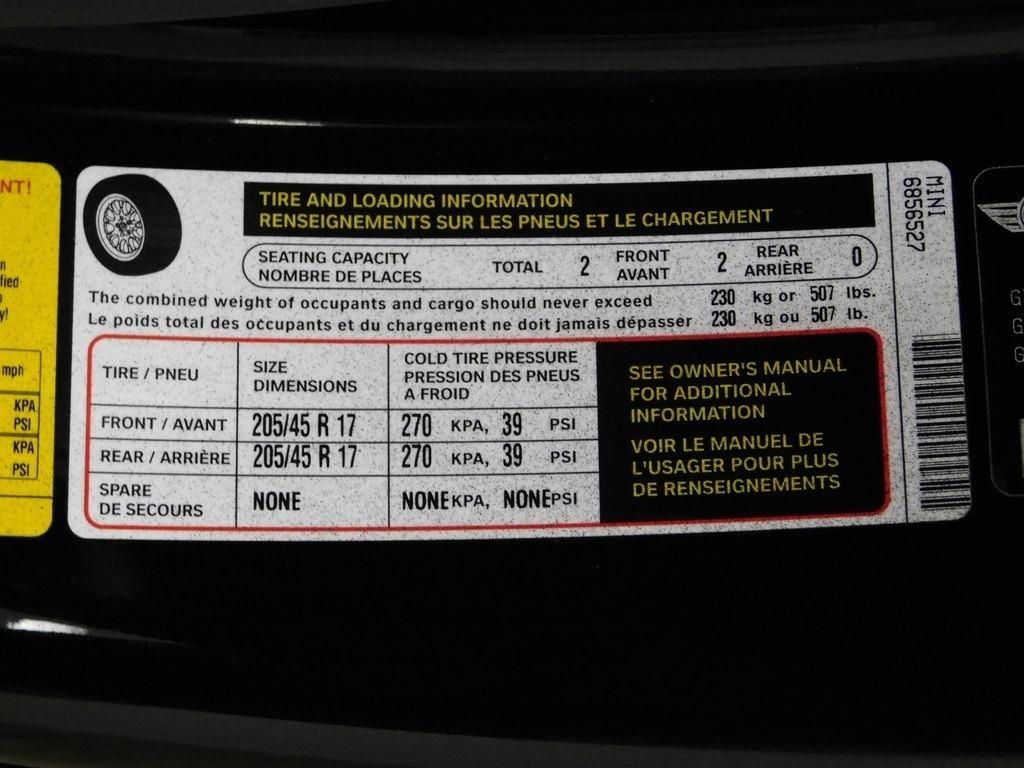 NT!
fied
y!
mph
KPA
PSI
KPA
PSI
TIRE AND LOADING INFORMATION
RENSEIGNEMENTS SUR LES PNEUS ET LE CHARGEMENT
SEATING CAPACITY
NOMBRE DE PLACES
TOTAL 2 FRONT AVANT 2 REAR ARRIÈRE 0
The combined weight of occupants and cargo should never exceed 230 kg or 507 lbs.
Le poids total des occupants et du chargement ne doit jamais dépasser 230 kg ou 507 lb.
TIRE / PNEU
SIZE
DIMENSIONS
COLD TIRE PRESSURE
PRESSION DES PNEUS
A FROID
FRONT / AVANT 205/45 R 17 270 KPA, 39 PSI
REAR / ARRIÈRE 205/45 R 17 270 KPA, 39 PSI
SPARE
DE SECOURS
NONE NONE KPA, NONE PSI
SEE OWNER'S MANUAL
FOR ADDITIONAL
INFORMATION
VOIR LE MANUEL DE
L'USAGER POUR PLUS
DE RENSEIGNEMENTS
MINI
6856527
G
G
G